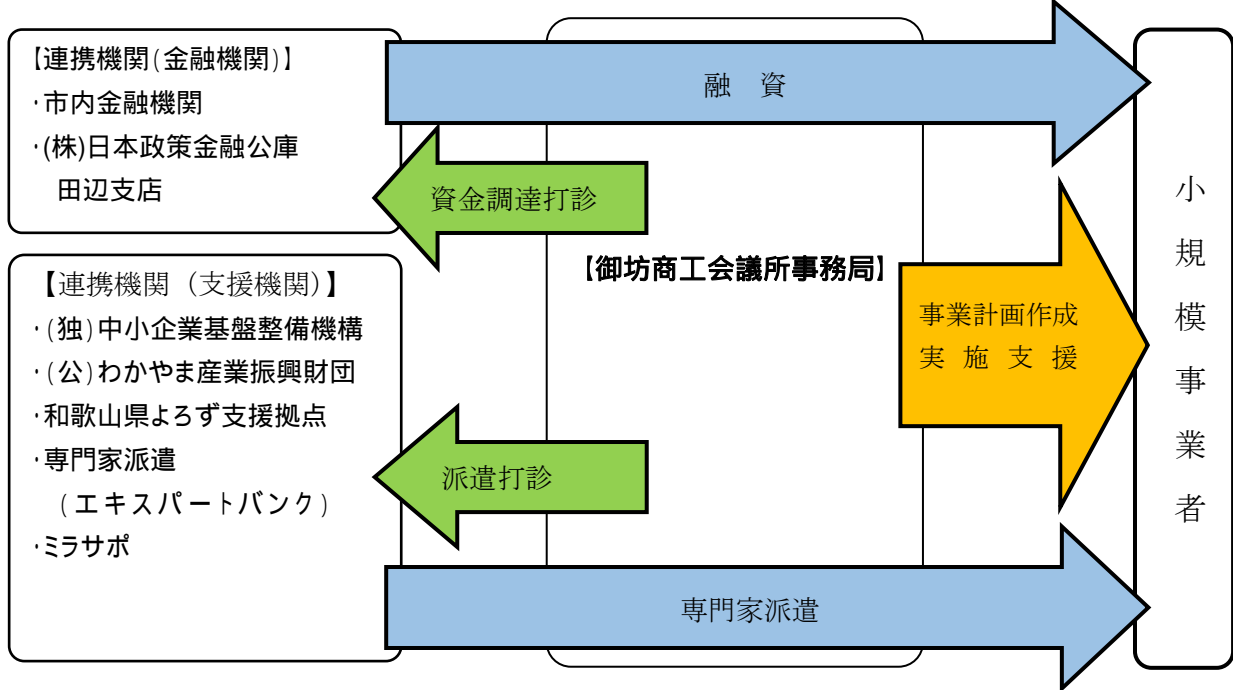 【連携機関(金融機関)】
・市内金融機関
・(株)日本政策金融公庫
田辺支店
融　資
資金調達打診
【連携機関（支援機関)】
・(独)中小企業基盤整備機構
・(公)わかやま産業振興財団
・和歌山県よろず支援拠点
・専門家派遣
(エキスパートバンク)
・ミラサポ
【御坊商工会議所事務局】
派遣打診
事業計画作成
実 施 支 援
専門家派遣
小規模事業者